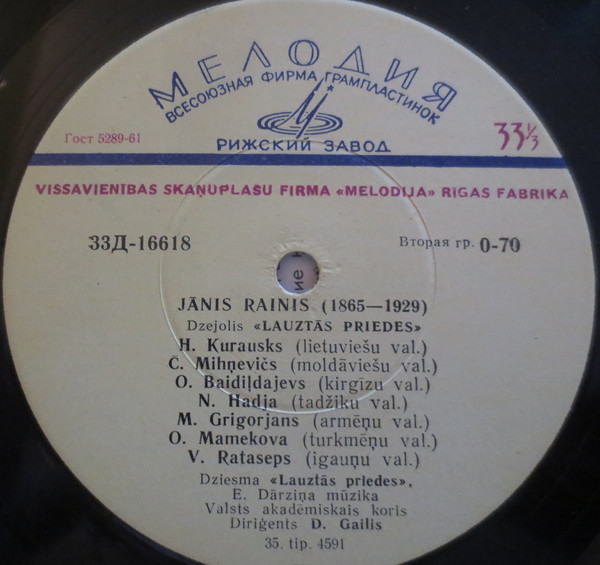 МЕЛОДИЯ
ВСЕСОЮЗНАЯ ФИРМА ГРАМПЛАСТИНОК
Гост 5289-61
РИЖСКИЙ ЗАВОД
33⅓
VISSAVIENĪBAS SKAŅUPLAŠU FIRMA «MELODIJA» RIGAS FABRIKA
33Д-16618
Вторая гр. 0-70
JĀNIS RAINIS (1865—1929)
Dzejolis «LAUZTĀS PRIEDES»
H. Kurausks (lietuviešu val.)
Č. Mihņevičs (moldāviešu val.)
O. Baidiļdajevs (kirgīzu val.)
N. Hadja (tadžiku val.)
M. Grigorjans (armēņu val.)
O. Mamekova (turkmēņu val.)
V. Rataseps (igauņu val.)
Dziesma «Lauztās priedes»,
E. Dārziņa mūzika
Valsts akadēmiskais koris
Diriģents D. Gailis
35. tip. 4591